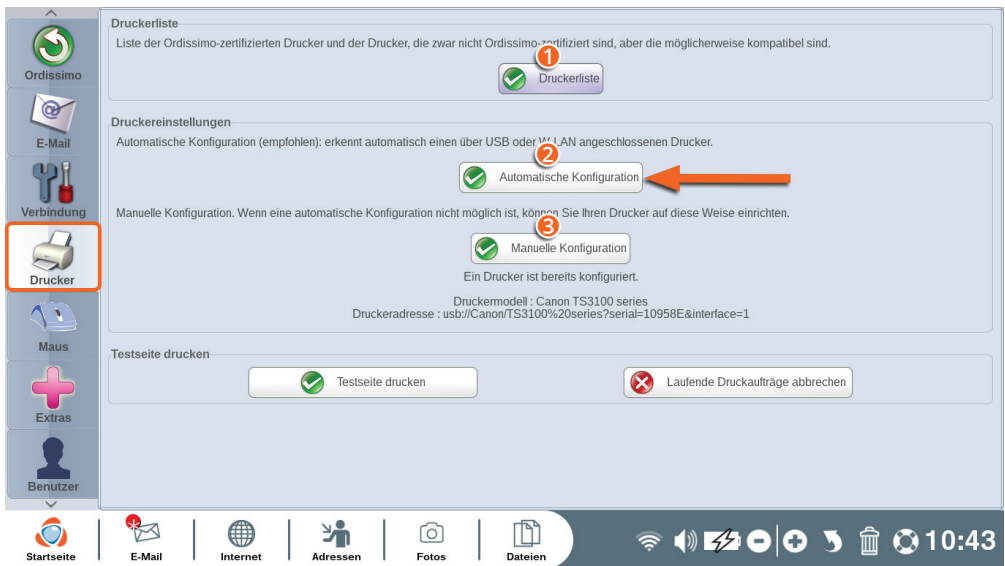 Ordissimo
E-Mail
Verbindung
Drucker
Maus
Extras
Benutzer
Druckerliste
Liste der Ordissimo-zertifizierten Drucker und der Drucker, die zwar nicht Ordissimo-zertifiziert sind, aber die möglicherweise kompatibel sind.
1
Druckerliste
Druckereinstellungen
Automatische Konfiguration (empfohlen): erkennt automatisch einen über USB oder W-LAN angeschlossenen Drucker.
2
Automatische Konfiguration
Manuelle Konfiguration. Wenn eine automatische Konfiguration nicht möglich ist, können Sie Ihren Drucker auf diese Weise einrichten.
3
Manuelle Konfiguration
Ein Drucker ist bereits konfiguriert.
Druckermodell : Canon TS3100 series
Druckeradresse : usb://Canon/TS3100%20series?serial=10958E&interface=1
Testseite drucken
Testseite drucken
Laufende Druckaufträge abbrechen
Startseite
E-Mail
Internet
Adressen
Fotos
Dateien
10:43